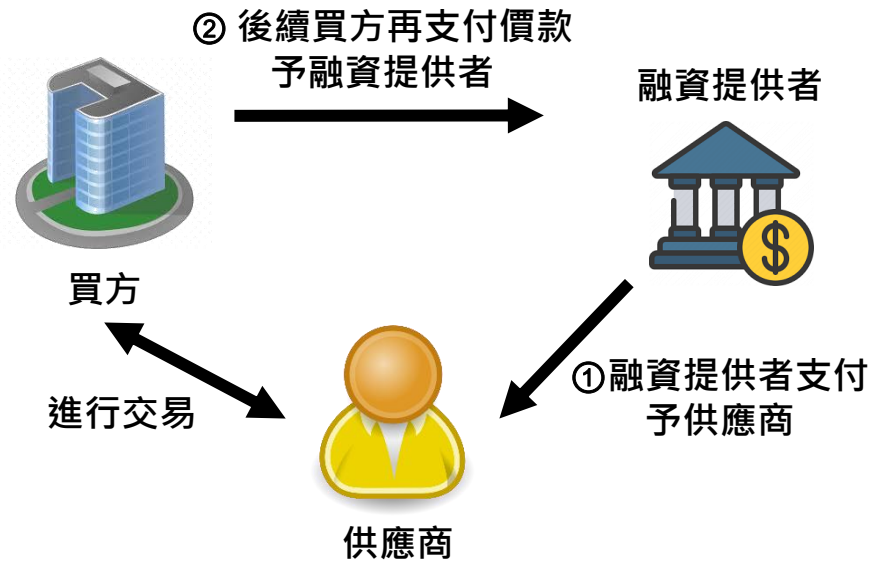 ② 後續買方再支付價款
予融資提供者
融資提供者
買方
進行交易
①融資提供者支付
予供應商
供應商